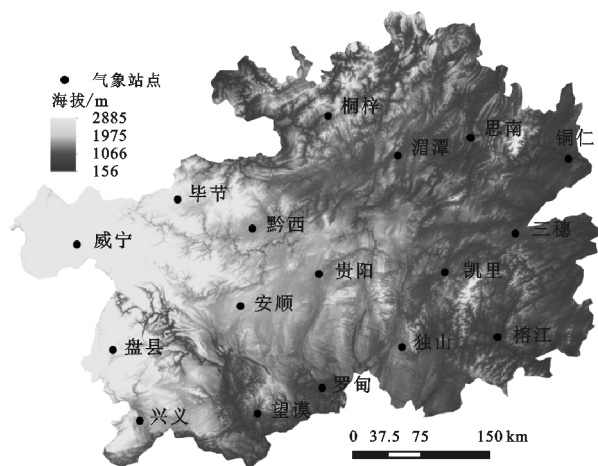 气象站点
海拔/m
2885
1975
1066
156
桐梓
思南
湄潭
铜仁
毕节
黔西
三穗
威宁
贵阳
凯里
安顺
盘县
独山
榕江
罗甸
兴义
望谟
0 37.5 75 150 km